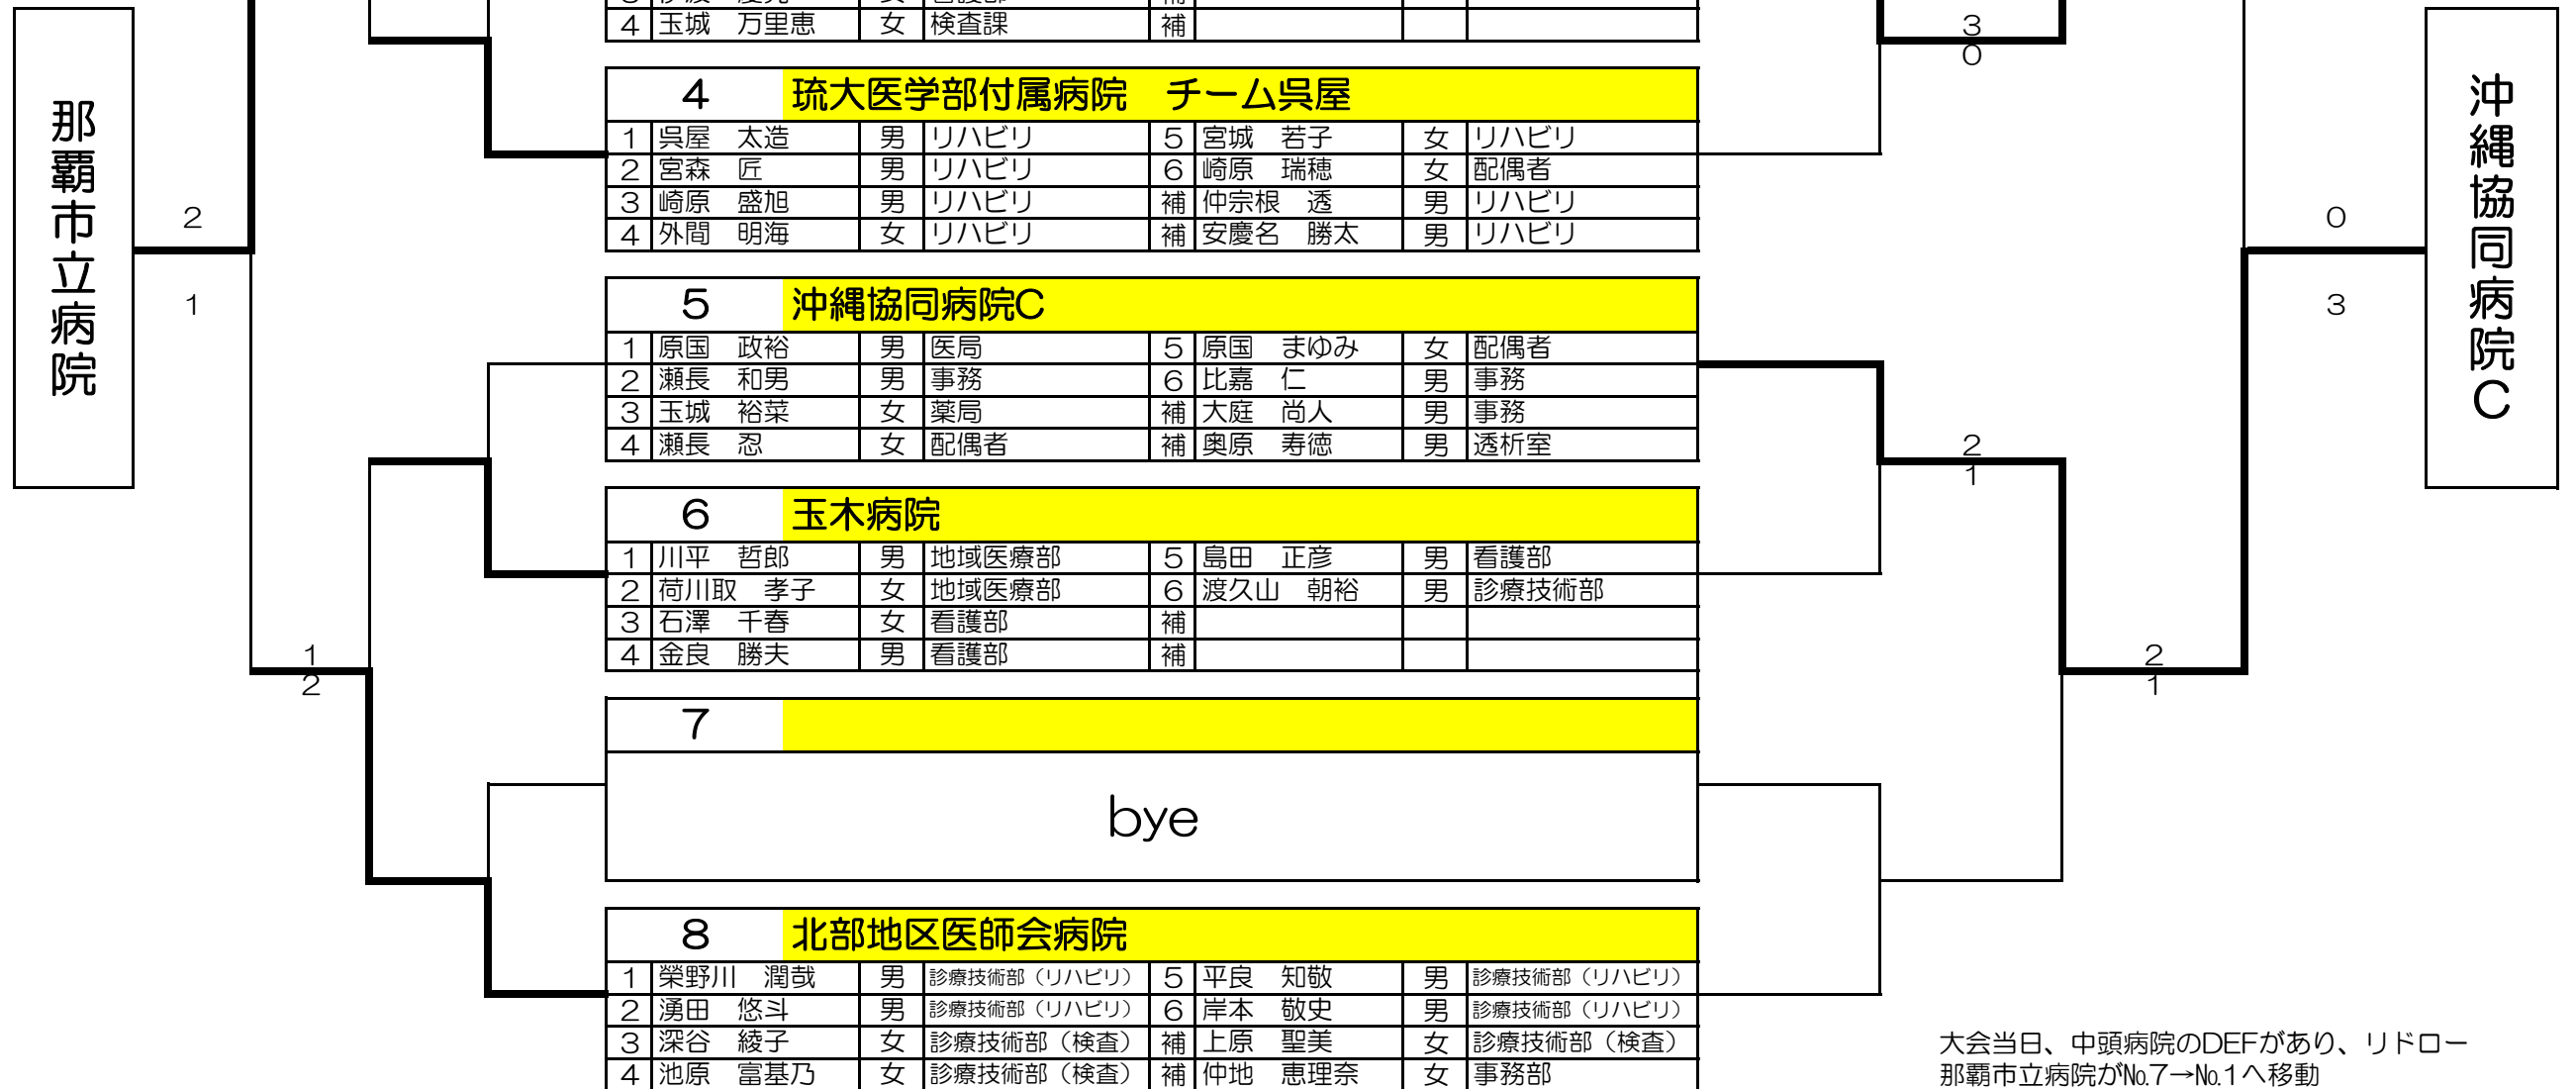 4 玉城 万里恵 女 検査課 補
3
0
4 琉大医学部付属病院 チーム呉屋
1 呉屋 太造 男 リハビリ 5 宮城 若子 女 リハビリ
2 宮森 匠 男 リハビリ 6 崎原 瑞穂 女 配偶者
3 崎原 盛旭 男 リハビリ 補 仲宗根 透 男 リハビリ
4 外間 明海 女 リハビリ 補 安慶名 勝太 男 リハビリ
那覇市立病院
2
1
沖縄協同病院C
0
3
5 沖縄協同病院C
1 原国 政裕 男 医局 5 原国 まゆみ 女 配偶者
2 瀬長 和男 男 事務 6 比嘉 仁 男 事務
3 玉城 裕菜 女 薬局 補 大庭 尚人 男 事務
4 瀬長 忍 女 配偶者 補 奥原 寿徳 男 透析室
2
1
6 玉木病院
1 川平 哲郎 男 地域医療部 5 島田 正彦 男 看護部
2 荷川取 孝子 女 地域医療部 6 渡久山 朝裕 男 診療技術部
3 石澤 千春 女 看護部 補
4 金良 勝夫 男 看護部 補
1
2
2
1
7
bye
8 北部地区医師会病院
1 榮野川 潤哉 男 診療技術部（リハビリ） 5 平良 知敬 男 診療技術部（リハビリ）
2 湧田 悠斗 男 診療技術部（リハビリ） 6 岸本 敬史 男 診療技術部（リハビリ）
3 深谷 綾子 女 診療技術部（検査） 補 上原 聖美 女 診療技術部（検査）
4 池原 富基乃 女 診療技術部（検査） 補 仲地 恵理奈 女 事務部
大会当日、中頭病院のDEFがあり、リドロー
那覇市立病院が№7→№1へ移動